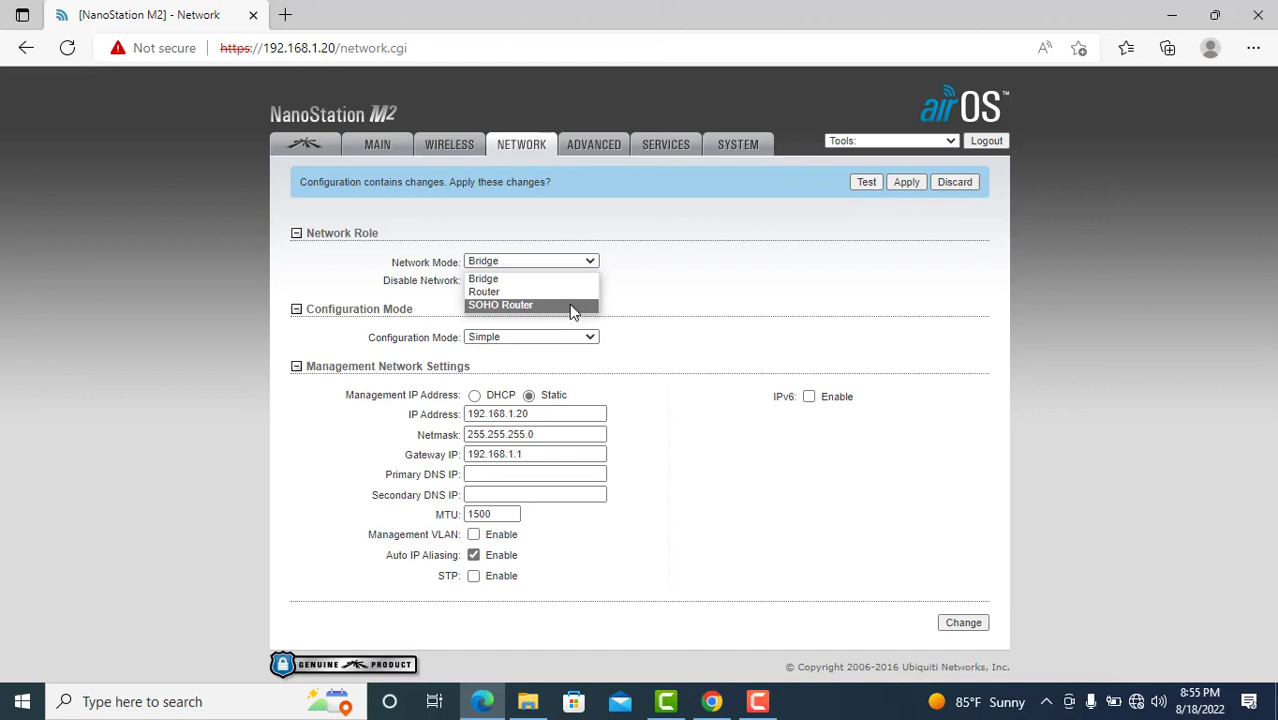 [NanoStation M2] - Network
Not secure https://192.168.1.20/network.cgi
NanoStation M2
airOS™
MAIN WIRELESS NETWORK ADVANCED SERVICES SYSTEM Tools: Logout
Configuration contains changes. Apply these changes? Test Apply Discard
Network Role
Network Mode: Bridge
Disable Network:
Bridge
Router
SOHO Router
Configuration Mode
Configuration Mode: Simple
Management Network Settings
Management IP Address: DHCP Static
IPv6: Enable
IP Address: 192.168.1.20
Netmask: 255.255.255.0
Gateway IP: 192.168.1.1
Primary DNS IP:
Secondary DNS IP:
MTU: 1500
Management VLAN: Enable
Auto IP Aliasing: Enable
STP: Enable
Change
GENUINE PRODUCT
© Copyright 2006-2016 Ubiquiti Networks, Inc.
Type here to search
85°F Sunny
8:55 PM
8/18/2022